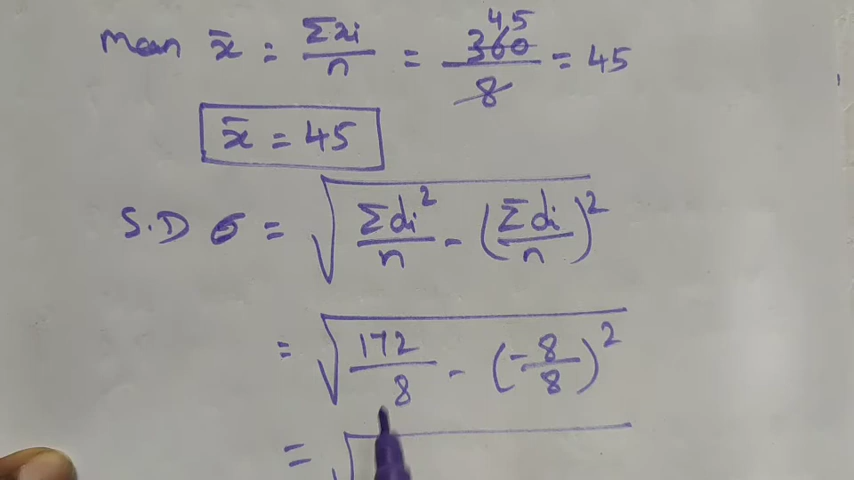 Mean x̄ = Σxi/n = 360/8 45 = 45
x̄ = 45
S.D σ = √(Σdi²/n - (Σdi/n)²)
= √(172/8 - (-8/8)²)
= √